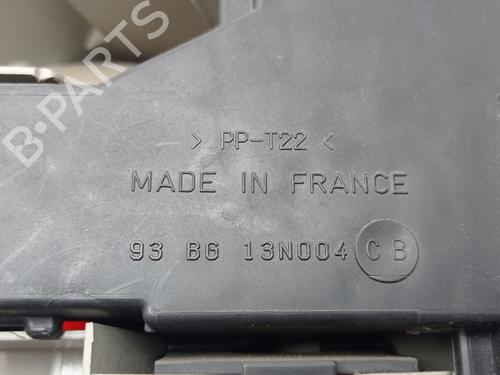 B-PARTS
> PP-T22 <
MADE IN FRANCE
93 BG 13N004 CB